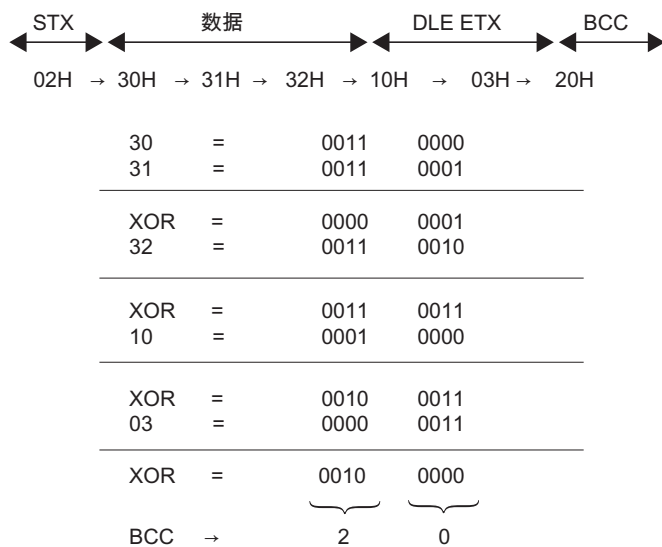 STX 数据 DLE ETX BCC
02H → 30H → 31H → 32H → 10H → 03H → 20H
30 = 0011 0000
31 = 0011 0001
XOR = 0000 0001
32 = 0011 0010
XOR = 0011 0011
10 = 0001 0000
XOR = 0010 0011
03 = 0000 0011
XOR = 0010 0000
BCC → 2 0